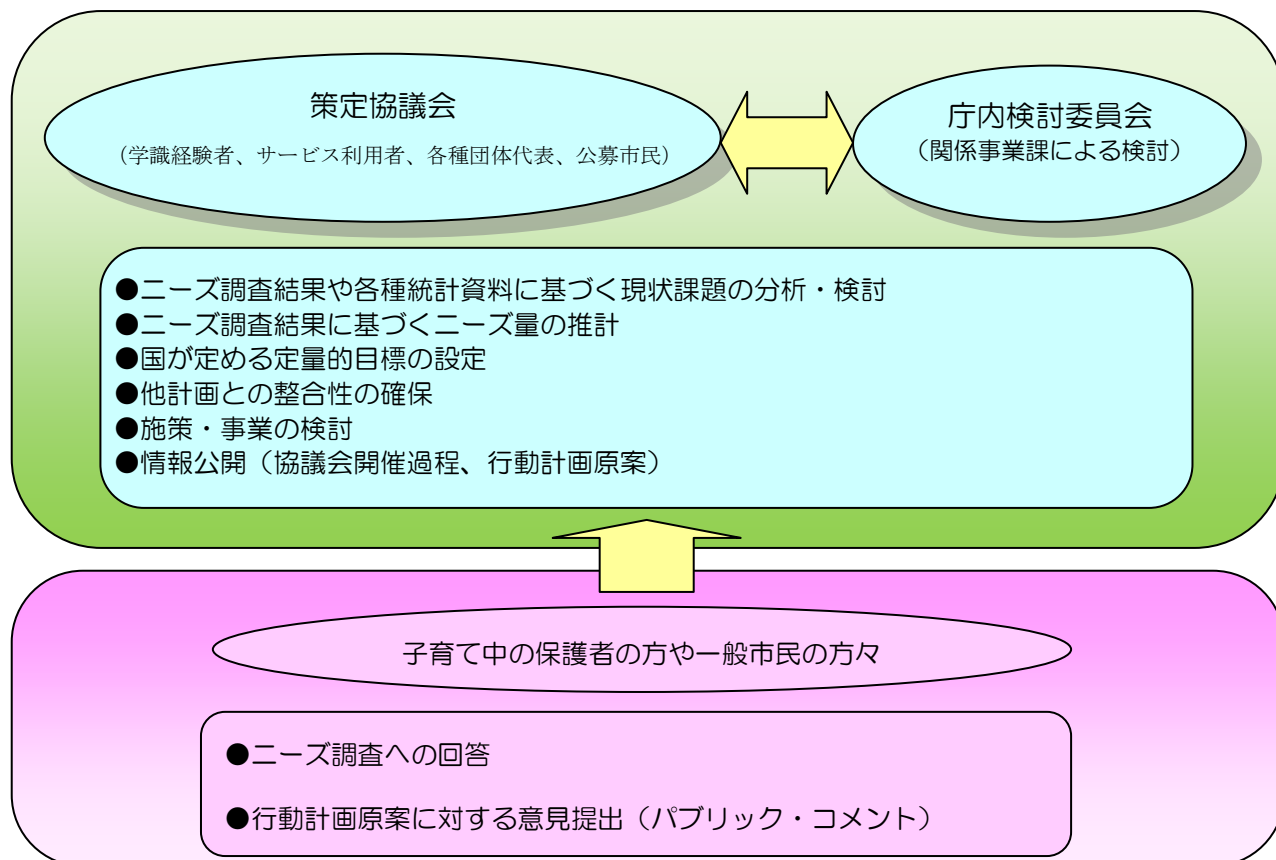 策定協議会
（学識経験者、サービス利用者、各種団体代表、公募市民）
庁内検討委員会
（関係事業課による検討）
●ニーズ調査結果や各種統計資料に基づく現状課題の分析・検討
●ニーズ調査結果に基づくニーズ量の推計
●国が定める定量的目標の設定
●他計画との整合性の確保
●施策・事業の検討
●情報公開（協議会開催過程、行動計画原案）
子育て中の保護者の方や一般市民の方々
●ニーズ調査への回答
●行動計画原案に対する意見提出（パブリック・コメント）